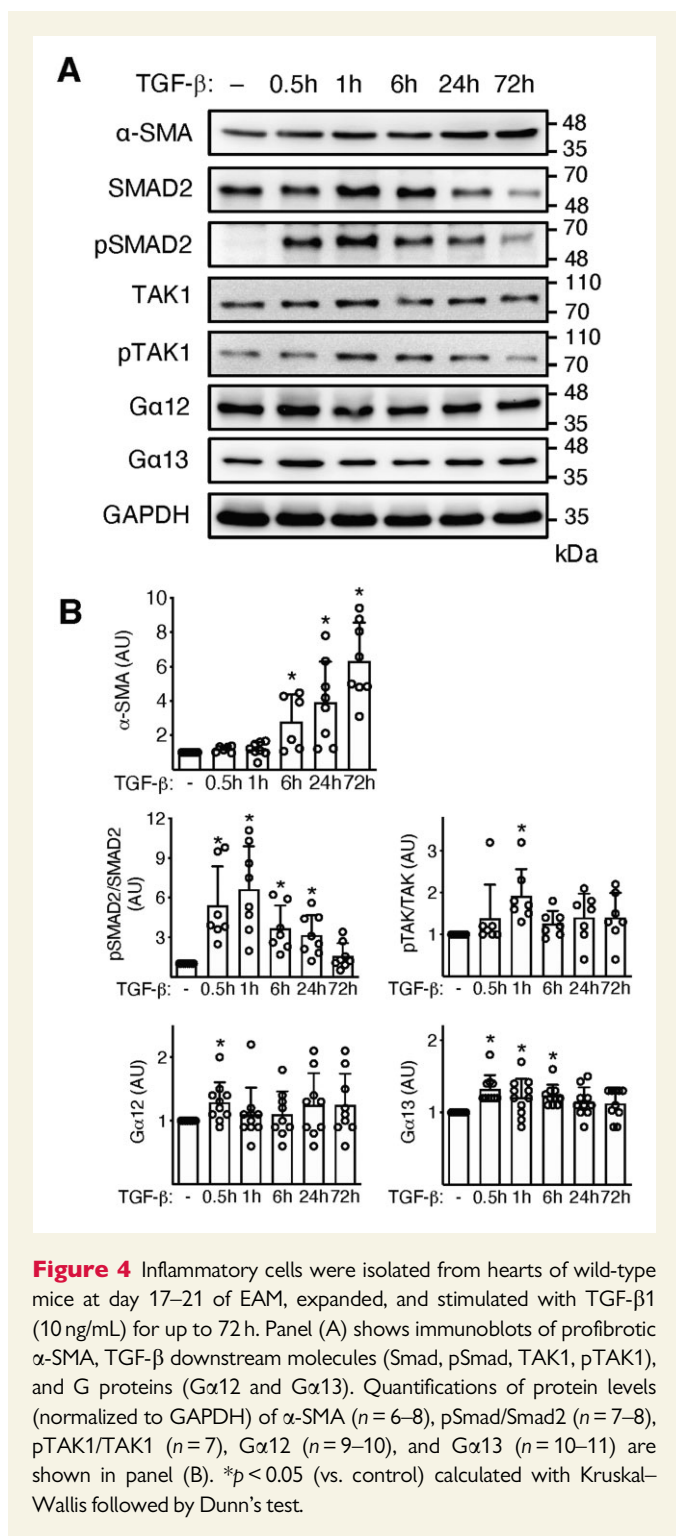 A
TGF-β: – 0.5h 1h 6h 24h 72h
α-SMA 48
35
SMAD2 70
48
pSMAD2 70
48
TAK1 110
70
pTAK1 110
70
Gα12 48
35
Gα13 48
35
GAPDH 35
kDa
B
α-SMA (AU)
10
8
6
4
2
* * *
TGF-β: - 0.5h 1h 6h 24h 72h
pSMAD2/SMAD2
(AU)
12
9
6
3
* * * *
TGF-β: - 0.5h 1h 6h 24h 72h
pTAK/TAK (AU)
3
2
1
*
TGF-β: - 0.5h 1h 6h 24h 72h
Gα12 (AU)
2
1
*
TGF-β: - 0.5h 1h 6h 24h 72h
Gα13 (AU)
2
1
* * *
TGF-β: - 0.5h 1h 6h 24h 72h
Figure 4 Inflammatory cells were isolated from hearts of wild-type
mice at day 17–21 of EAM, expanded, and stimulated with TGF-β1
(10 ng/mL) for up to 72 h. Panel (A) shows immunoblots of profibrotic
α-SMA, TGF-β downstream molecules (Smad, pSmad, TAK1, pTAK1),
and G proteins (Gα12 and Gα13). Quantifications of protein levels
(normalized to GAPDH) of α-SMA (n = 6–8), pSmad/Smad2 (n = 7–8),
pTAK1/TAK1 (n = 7), Gα12 (n = 9–10), and Gα13 (n = 10–11) are
shown in panel (B). *p < 0.05 (vs. control) calculated with Kruskal–
Wallis followed by Dunn's test.